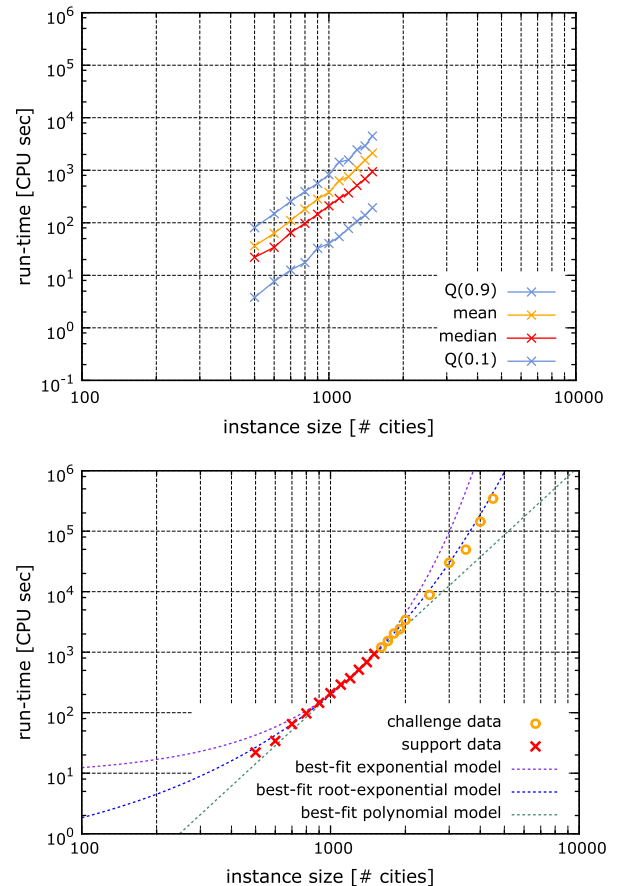 10^6
10^5
10^4
10^3
10^2
10^1
10^0
10^-1
run-time [CPU sec]
Q(0.9)
mean
median
Q(0.1)
100
1000
10000
instance size [# cities]
10^6
10^5
10^4
10^3
10^2
10^1
10^0
run-time [CPU sec]
challenge data
support data
best-fit exponential model
best-fit root-exponential model
best-fit polynomial model
100
1000
10000
instance size [# cities]